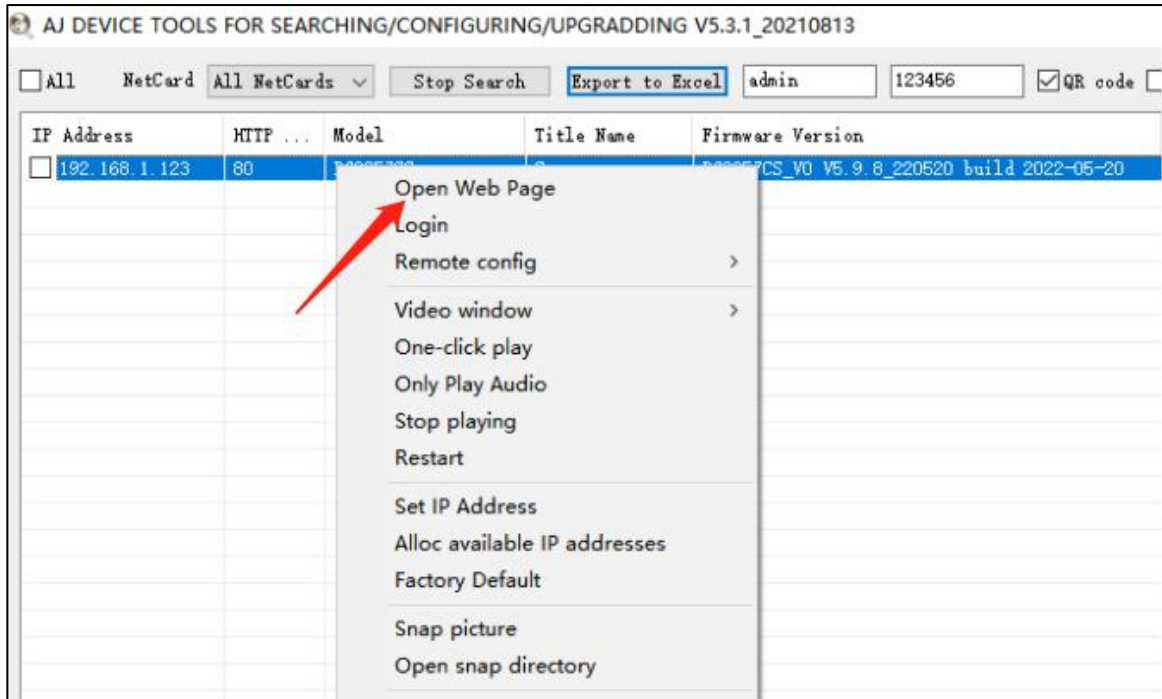 AJ DEVICE TOOLS FOR SEARCHING/CONFIGURING/UPGRADDING V5.3.1_20210813
All NetCard All NetCards Stop Search Export to Excel admin 123456 QR code
IP Address HTTP ... Model Title Name Firmware Version
192.168.1.123 80 CS_V0 V5.9.8_220520 build 2022-05-20
Open Web Page
Login
Remote config
Video window
One-click play
Only Play Audio
Stop playing
Restart
Set IP Address
Alloc available IP addresses
Factory Default
Snap picture
Open snap directory